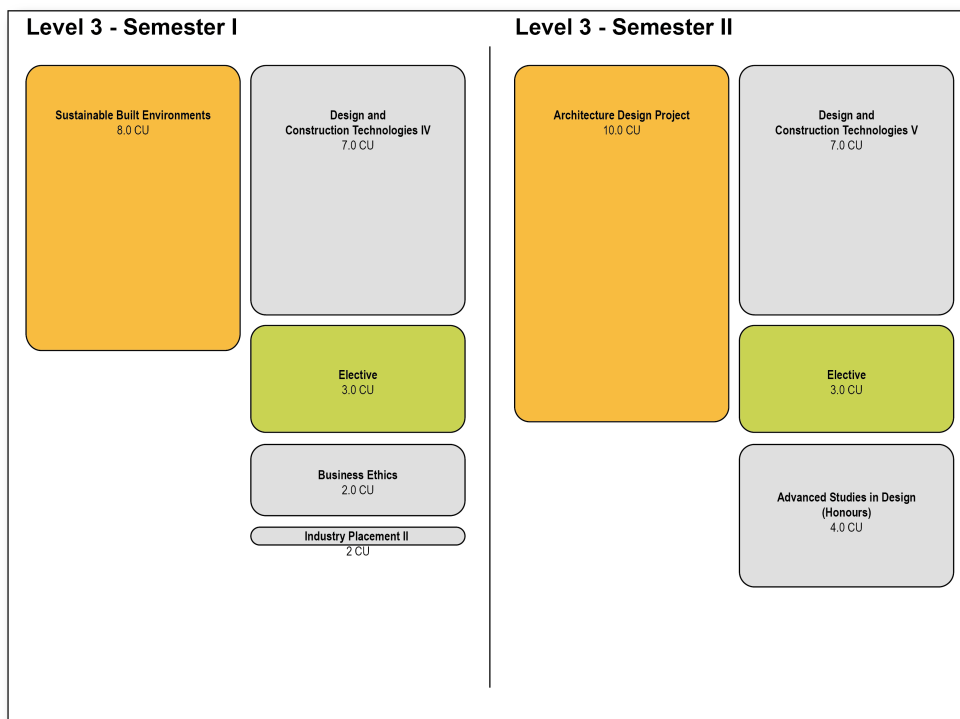 Level 3 - Semester I
Sustainable Built Environments
8.0 CU
Design and
Construction Technologies IV
7.0 CU
Elective
3.0 CU
Business Ethics
2.0 CU
Industry Placement II
2 CU
Level 3 - Semester II
Architecture Design Project
10.0 CU
Design and
Construction Technologies V
7.0 CU
Elective
3.0 CU
Advanced Studies in Design
(Honours)
4.0 CU